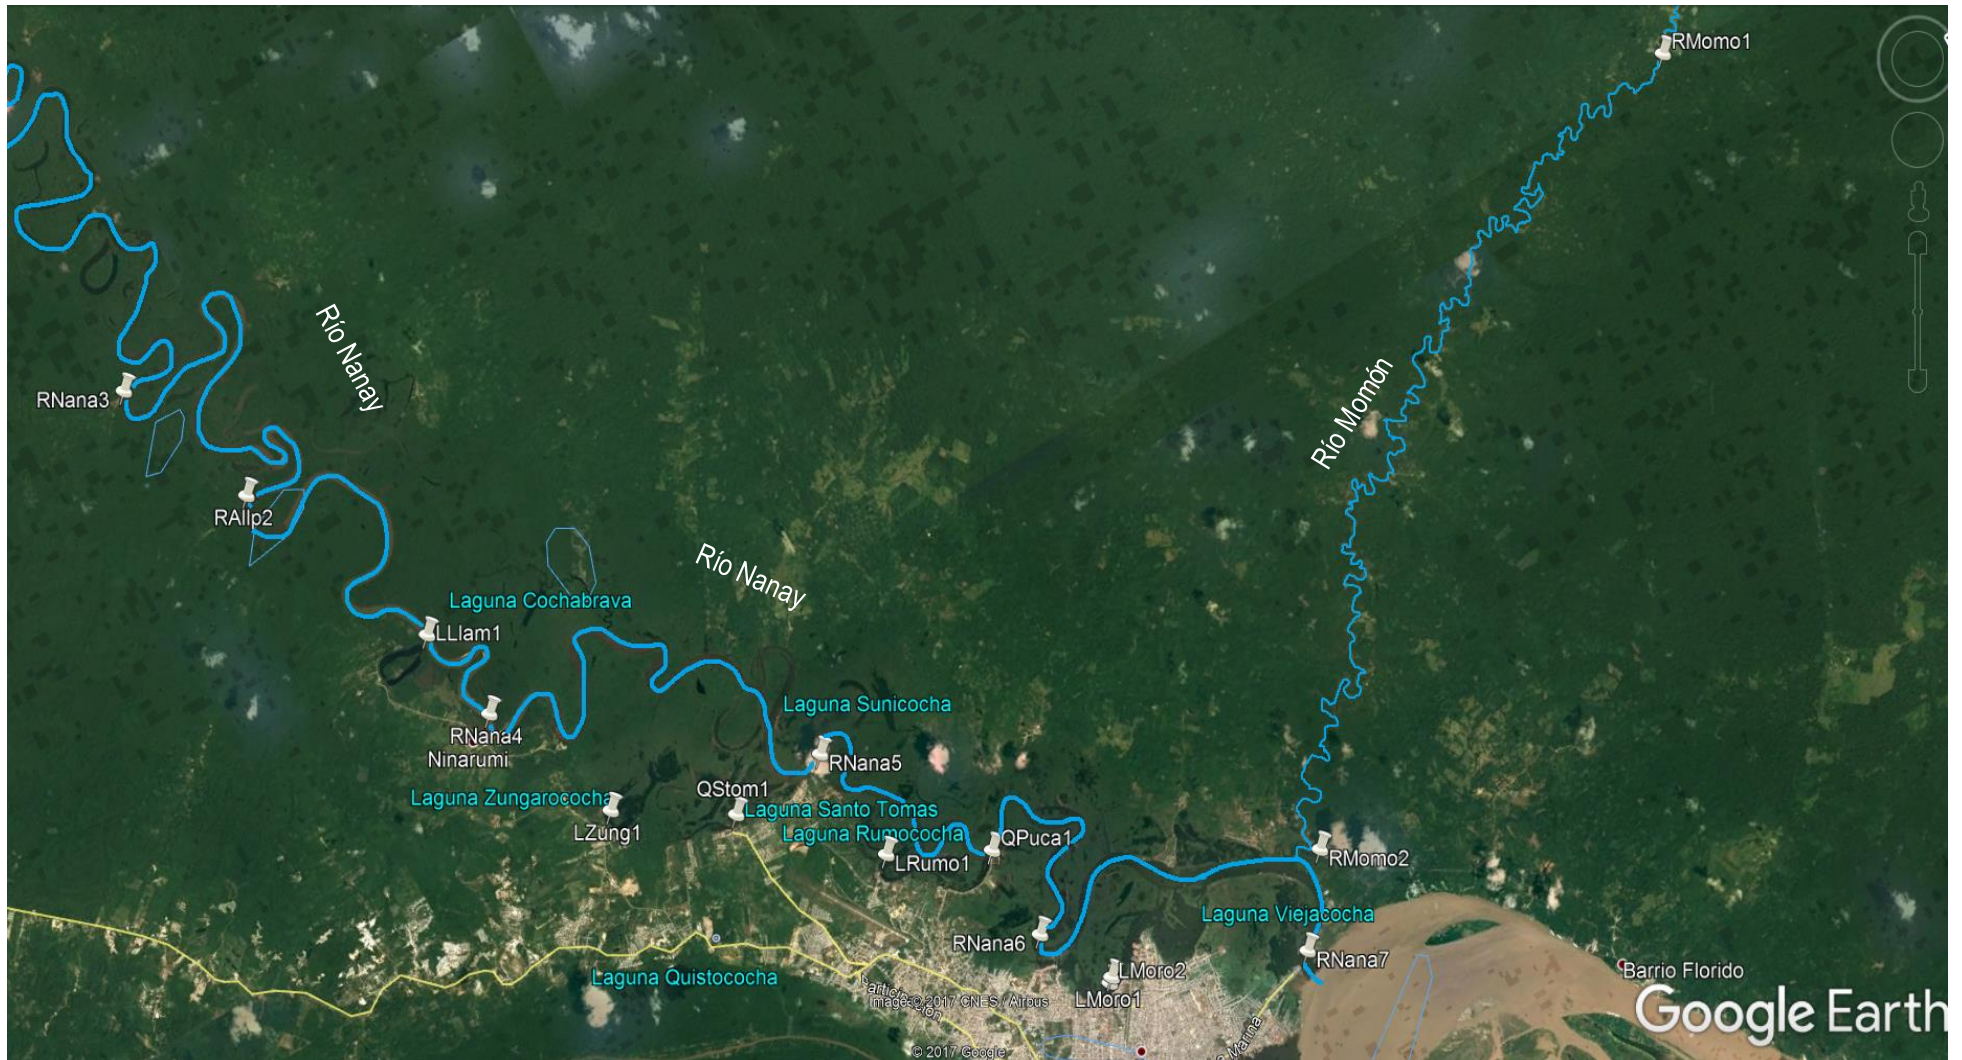 RMomo1
Río Nanay
Río Momón
RNana3
RAllp2
Río Nanay
Laguna Cochabrava
LLlam1
Laguna Sunicocha
RNana4
Ninarumi
RNana5
QStom1
Laguna Zungarococha
Laguna Santo Tomas
LZung1
Laguna Rumococha
QPuca1
LRumo1
RMomo2
Laguna Viejacocha
RNana6
RNana7
LMoro2
Barrio Florido
Laguna Quistococha
LMoro1
Image © 2017 CNES / Airbus
Google Earth
Marina
© 2017 Google